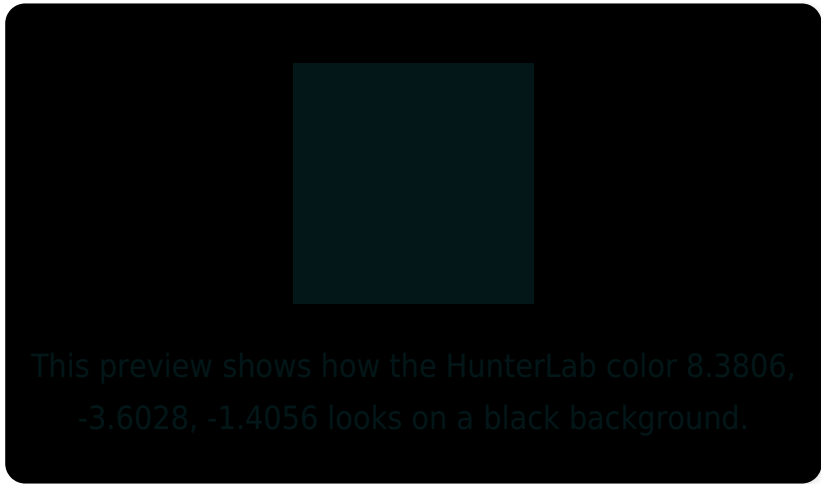 This preview shows how the HunterLab color 8.3806,
-3.6028, -1.4056 looks on a black background.